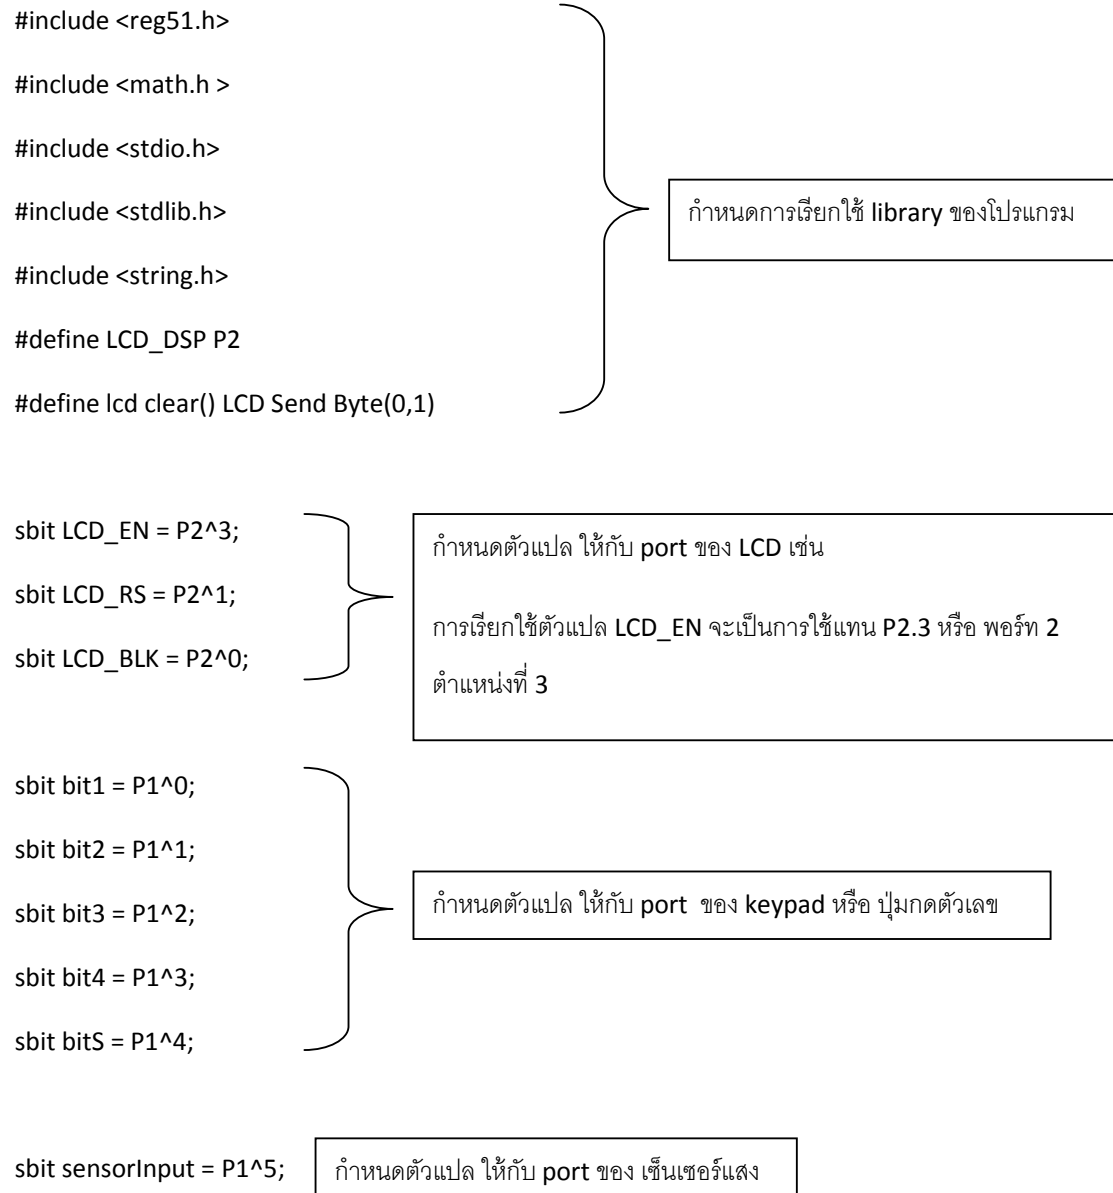 #include <reg51.h>
#include <math.h >
#include <stdio.h>
#include <stdlib.h>
กำหนดการเรียกใช้ library ของโปรแกรม
#include <string.h>
#define LCD_DSP P2
#define lcd clear() LCD Send Byte(0,1)
sbit LCD_EN = P2^3;
sbit LCD_RS = P2^1;
sbit LCD_BLK = P2^0;
กำหนดตัวแปล ให้กับ port ของ LCD เช่น
การเรียกใช้ตัวแปล LCD_EN จะเป็นการใช้แทน P2.3 หรือ พอร์ท 2
ตำแหน่งที่ 3
sbit bit1 = P1^0;
sbit bit2 = P1^1;
sbit bit3 = P1^2;
sbit bit4 = P1^3;
sbit bitS = P1^4;
กำหนดตัวแปล ให้กับ port ของ keypad หรือ ปุ่มกดตัวเลข
sbit sensorInput = P1^5;
กำหนดตัวแปล ให้กับ port ของ เซ็นเซอร์แสง